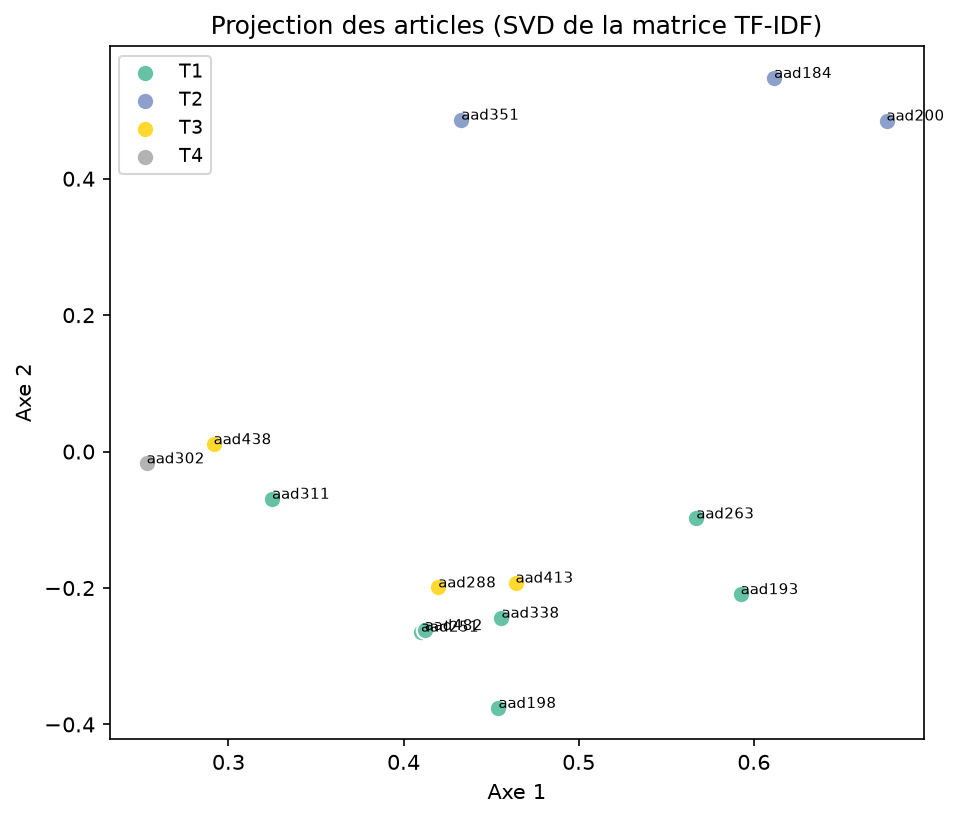 Projection des articles (SVD de la matrice TF-IDF)
T1
T2
T3
T4
aad184
aad351
aad200
aad438
aad302
aad311
aad263
aad288
aad413
aad193
aad338
aad482
aad198
0.4
0.2
0.0
−0.2
−0.4
Axe 2
0.3
0.4
0.5
0.6
Axe 1